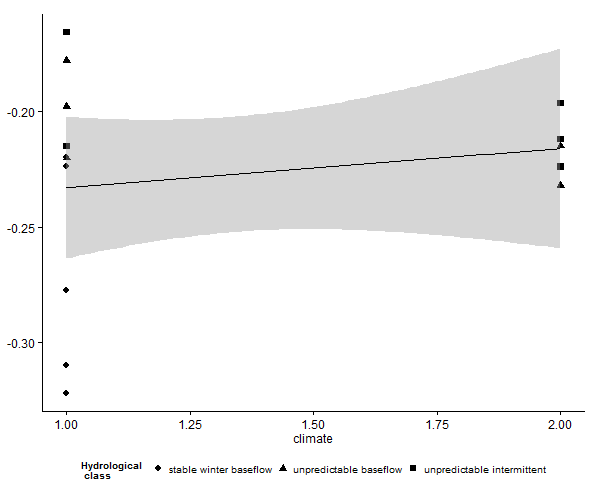 -0.20
-0.25
-0.30
1.00 1.25 1.50 1.75 2.00
climate
Hydrological
class
stable winter baseflow unpredictable baseflow unpredictable intermittent